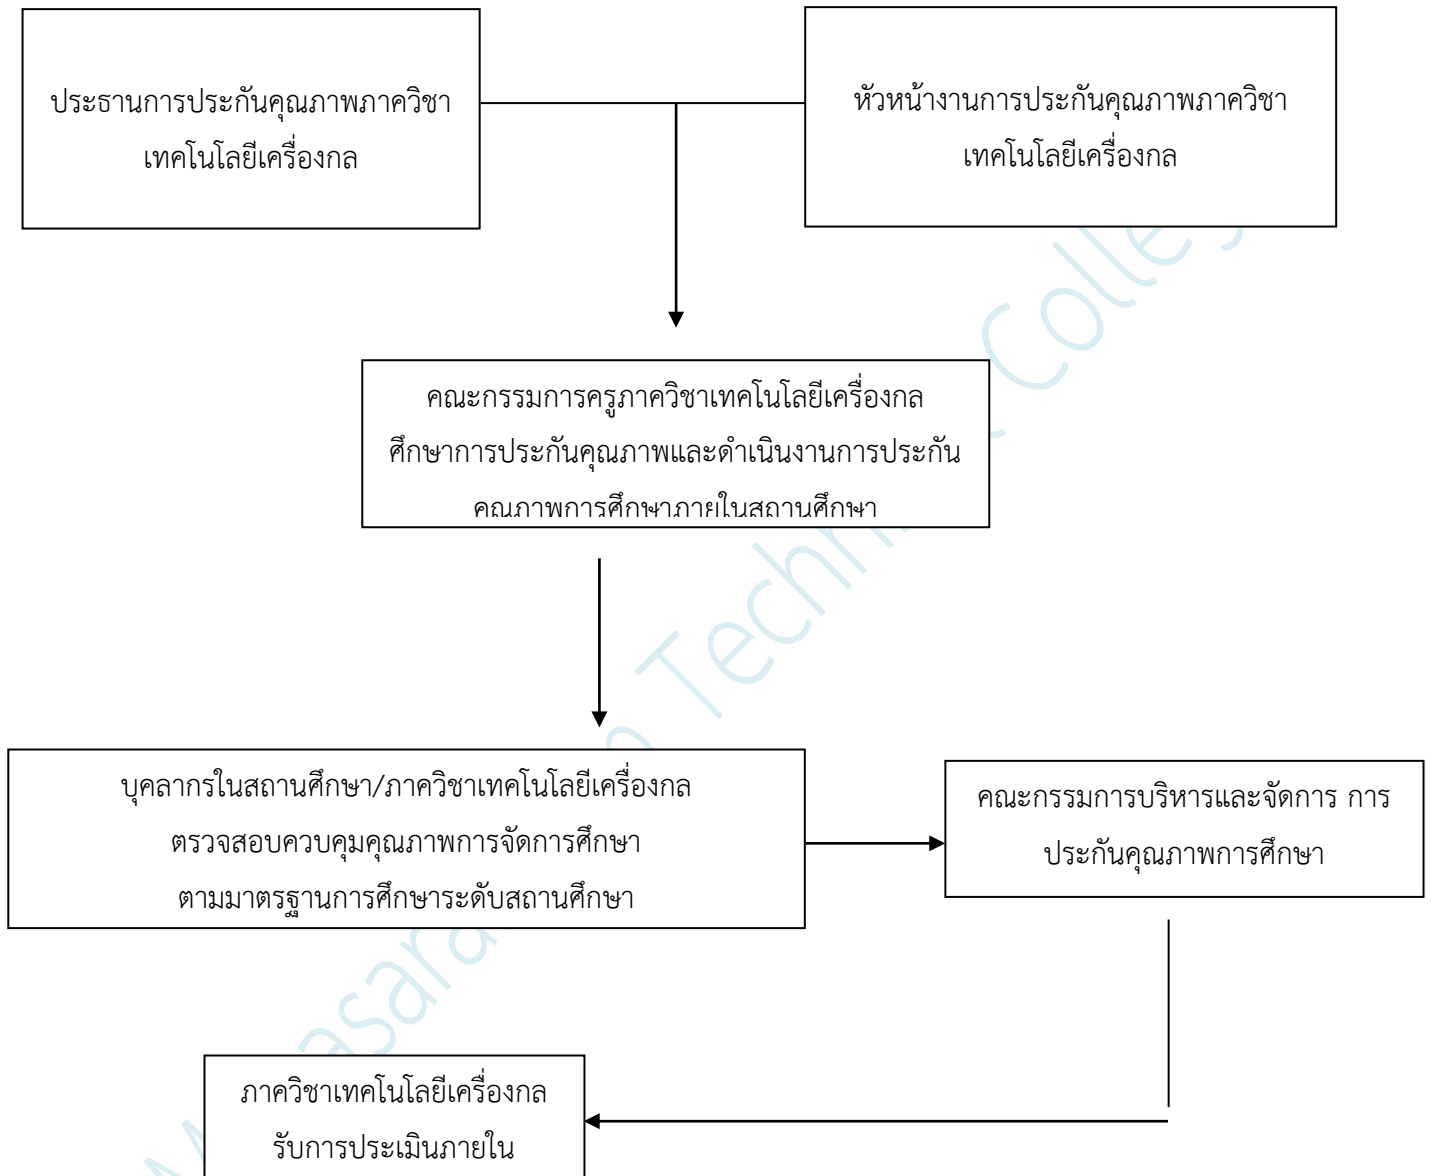 ประธานการประกันคุณภาพภาควิชา
เทคโนโลยีเครื่องกล
หัวหน้างานการประกันคุณภาพภาควิชา
เทคโนโลยีเครื่องกล
คณะกรรมการครูภาควิชาเทคโนโลยีเครื่องกล
ศึกษาการประกันคุณภาพและดำเนินงานการประกัน
คุณภาพการศึกษาภายในสถานศึกษา
บุคลากรในสถานศึกษา/ภาควิชาเทคโนโลยีเครื่องกล
ตรวจสอบควบคุมคุณภาพการจัดการศึกษา
ตามมาตรฐานการศึกษาระดับสถานศึกษา
คณะกรรมการบริหารและจัดการ การ
ประกันคุณภาพการศึกษา
ภาควิชาเทคโนโลยีเครื่องกล
รับการประเมินภายใน